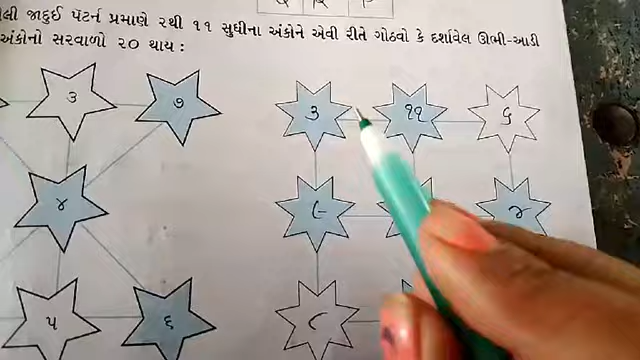 પ્રમાણે ૨થી ૧૧ સુધીના અંકોને એવી રીતે ગોઠવો કે દર્શાવેલ ઊભી-આડી
અંકોનો સરવાળો ૨૦ થાય :
૩ ૭ ૩ ૧૧ ૬
૪ ૯ ૨
૫ ૬ ૮